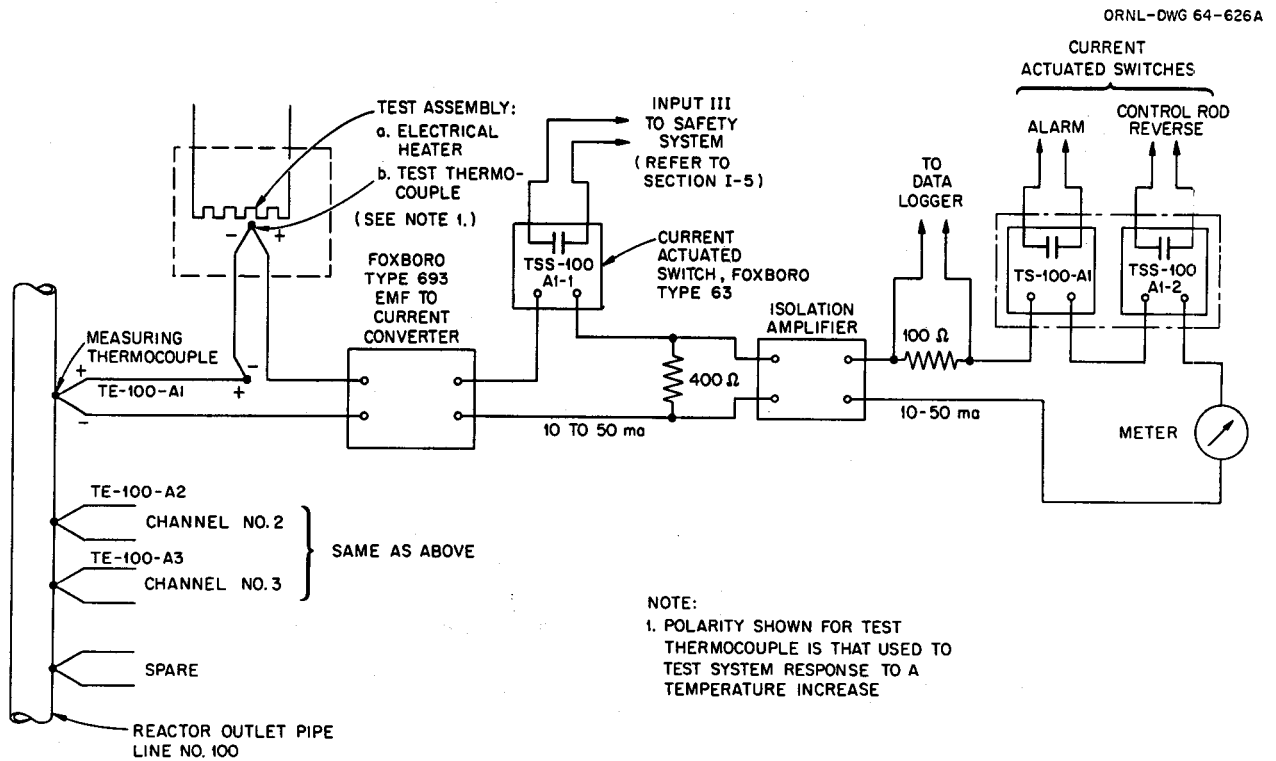 ORNL-DWG 64-626A
CURRENT
ACTUATED SWITCHES
ALARM
CONTROL ROD
REVERSE
TEST ASSEMBLY:
a. ELECTRICAL
HEATER
b. TEST THERMO-
COUPLE
(SEE NOTE 1.)
INPUT III
TO SAFETY
SYSTEM
(REFER TO
SECTION I-5)
TO
DATA
LOGGER
- +
FOXBORO
TYPE 693
EMF TO
CURRENT
CONVERTER
TSS-100
A1-1
CURRENT
ACTUATED
SWITCH, FOXBORO
TYPE 63
TS-100-A1
TSS-100
A1-2
ISOLATION
AMPLIFIER
100 Ω
MEASURING
THERMOCOUPLE
+
TE-100-A1
-
-
+
400 Ω
10 TO 50 ma
10-50 ma
METER
TE-100-A2
CHANNEL NO. 2
TE-100-A3
CHANNEL NO. 3
SAME AS ABOVE
SPARE
REACTOR OUTLET PIPE
LINE NO. 100
NOTE:
1. POLARITY SHOWN FOR TEST
THERMOCOUPLE IS THAT USED TO
TEST SYSTEM RESPONSE TO A
TEMPERATURE INCREASE